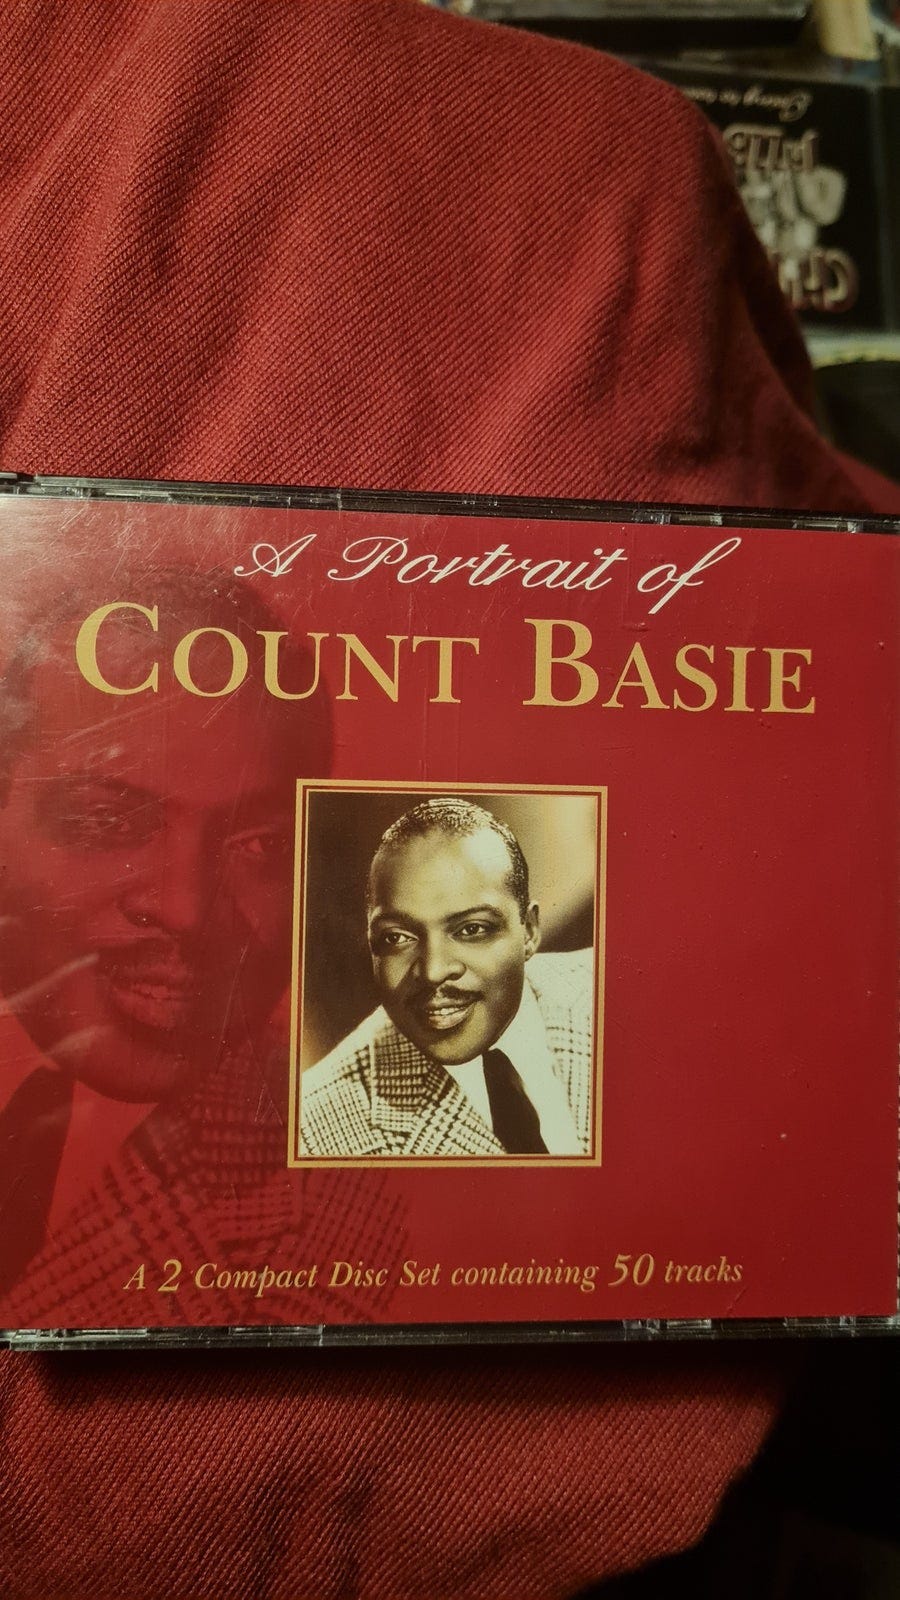 A Portrait of
COUNT BASIE
A 2 Compact Disc Set containing 50 tracks